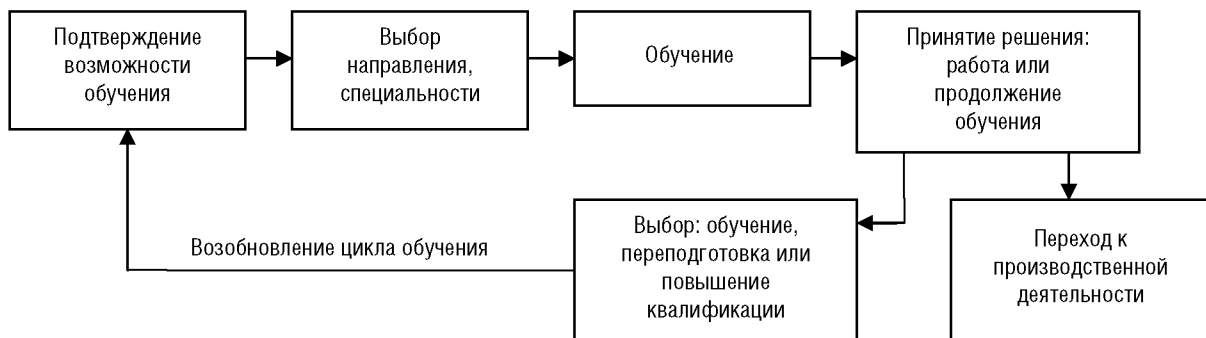 Подтверждение
возможности
обучения
Выбор
направления,
специальности
Обучение
Принятие решения:
работа или
продолжение
обучения
Возобновление цикла обучения
Выбор: обучение,
переподготовка или
повышение
квалификации
Переход к
производственной
деятельности